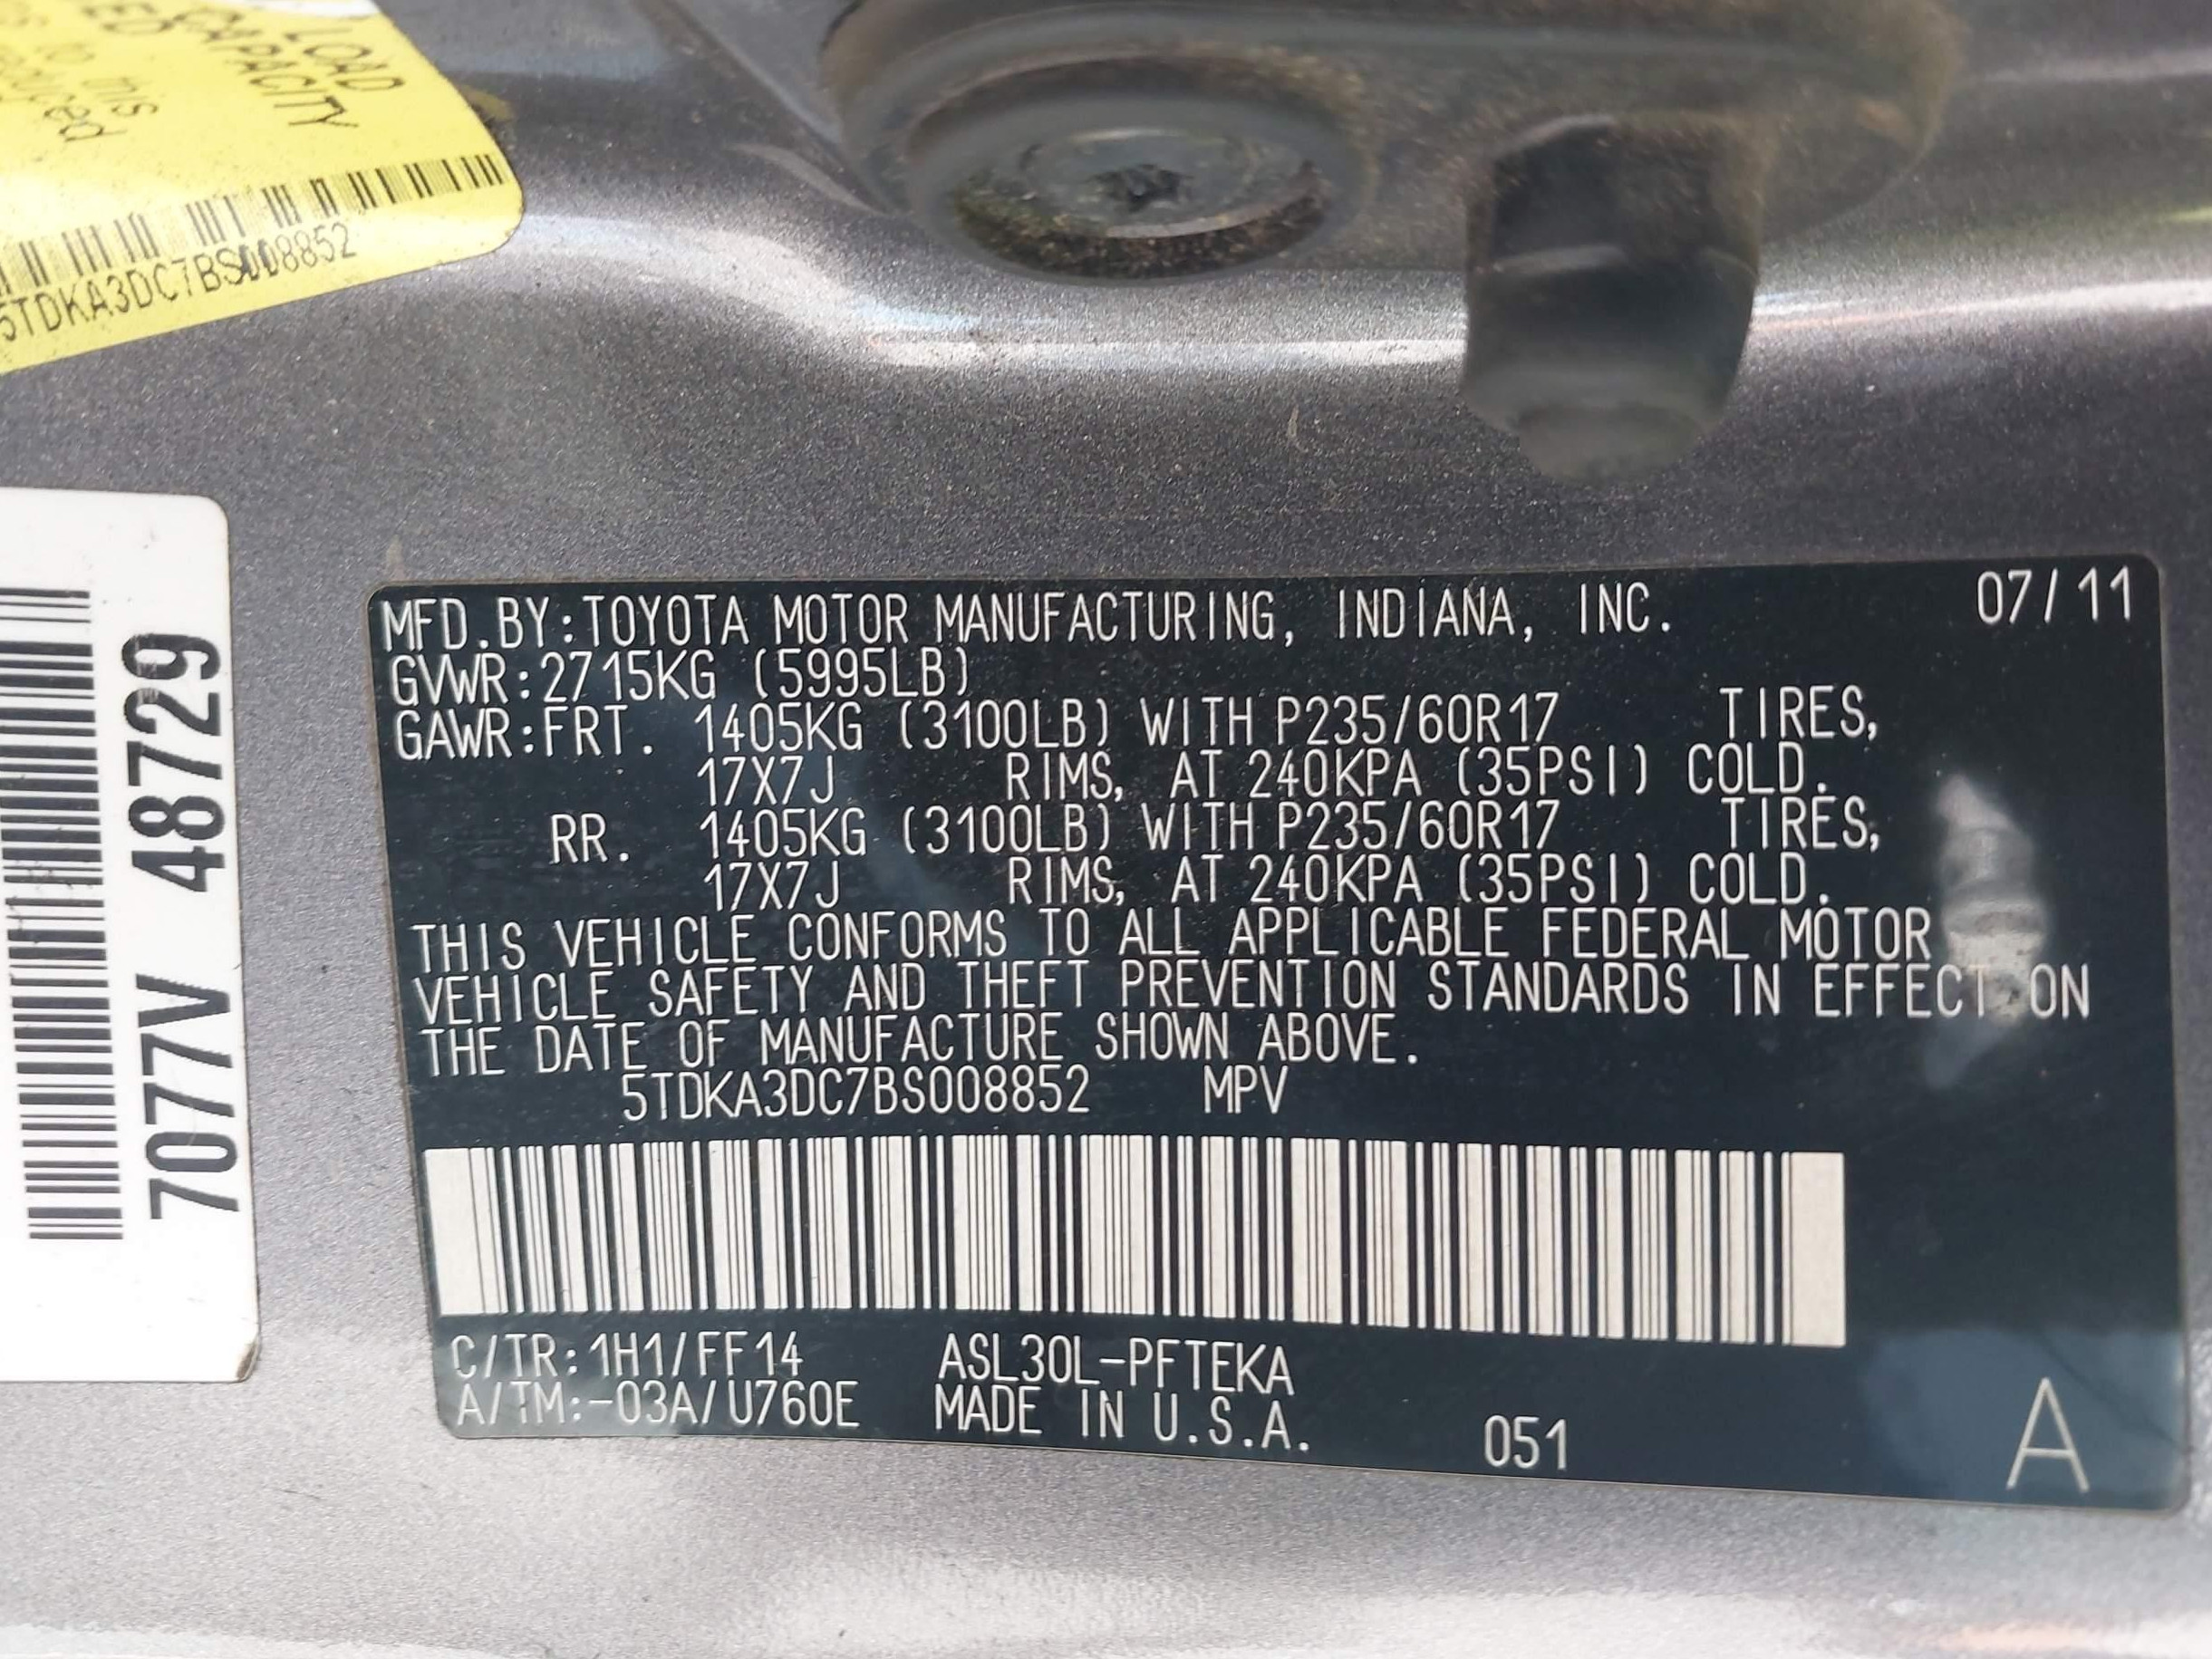 LOAD
CAPACITY
to this
5TDKA3DC7BS008852
7077V 48729
MFD.BY:TOYOTA MOTOR MANUFACTURING, INDIANA, INC. 07/11
GVWR:2715KG (5995LB)
GAWR:FRT. 1405KG (3100LB) WITH P235/60R17 TIRES,
17X7J RIMS, AT 240KPA (35PSI) COLD.
RR. 1405KG (3100LB) WITH P235/60R17 TIRES,
17X7J RIMS, AT 240KPA (35PSI) COLD.
THIS VEHICLE CONFORMS TO ALL APPLICABLE FEDERAL MOTOR
VEHICLE SAFETY AND THEFT PREVENTION STANDARDS IN EFFECT ON
THE DATE OF MANUFACTURE SHOWN ABOVE.
5TDKA3DC7BS008852 MPV
C/TR:1H1/FF14 ASL30L-PFTEKA
A/TM:-03A/U760E MADE IN U.S.A. 051 A